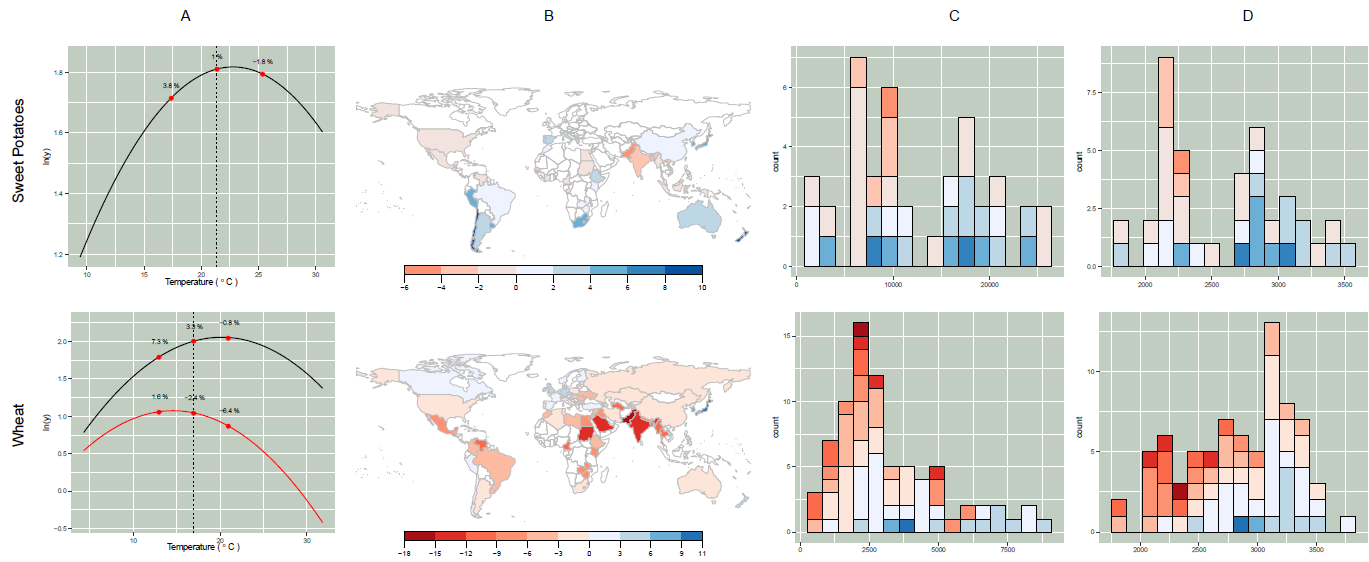 A B C D
Sweet Potatoes
ln(y)
1.8
1.6
1.4
1.2
3.8 %
1 %
−1.8 %
10 15 20 25 30
Temperature ( ° C )
−6 −4 −2 0 2 4 6 8 10
count
6
4
2
0
0 10000 20000
count
7.5
5.0
2.5
0.0
2000 2500 3000 3500
Wheat
ln(y)
2.0
1.5
1.0
0.5
0.0
−0.5
7.3 %
−0.8 %
1.6 %
−6.4 %
10 20 30
Temperature ( ° C )
−18 −15 −12 −9 −6 −3 0 3 6 9 11
count
15
10
5
0
0 2500 5000 7500
count
10
5
0
2000 2500 3000 3500